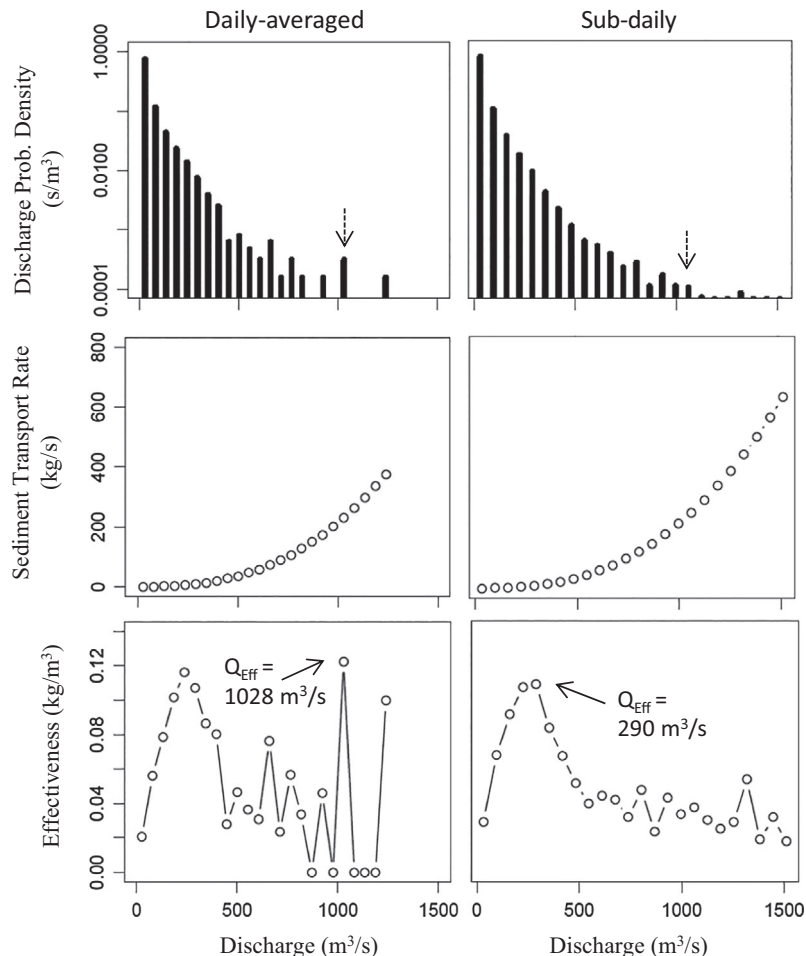 Daily-averaged
Sub-daily
Discharge Prob. Density
(s/m³)
1.0000
0.0100
0.0001
Sediment Transport Rate
(kg/s)
800
600
400
200
0
Effectiveness (kg/m³)
0.12
0.08
0.04
0.00
Q_Eff =
1028 m³/s
Q_Eff =
290 m³/s
0 500 1000 1500
0 500 1000 1500
Discharge (m³/s)
Discharge (m³/s)